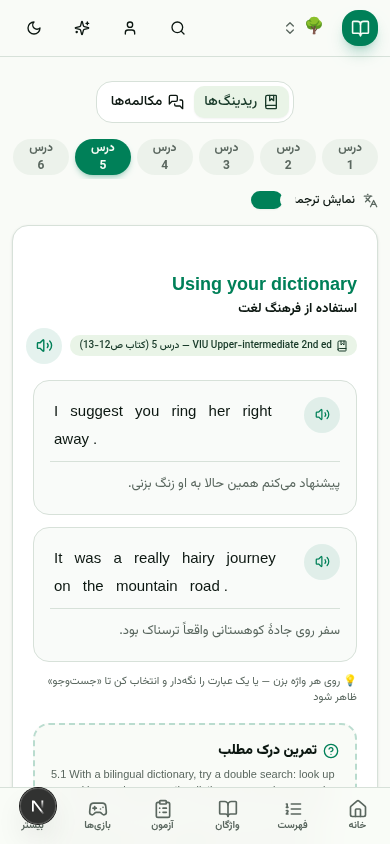 ریدینگ‌ها
مکالمه‌ها
درس 1
درس 2
درس 3
درس 4
درس 5
درس 6
نمایش ترجمـ
Using your dictionary
استفاده از فرهنگ لغت
VIU Upper-intermediate 2nd ed — درس 5 (کتاب ص12-13)
I suggest you ring her right
away .
پیشنهاد می‌کنم همین حالا به او زنگ بزنی.
It was a really hairy journey
on the mountain road .
سفر روی جادهٔ کوهستانی واقعاً ترسناک بود.
💡 روی هر واژه بزن — یا یک عبارت را نگه‌دار و انتخاب کن تا «جست‌وجو»
ظاهر شود
تمرین درک مطلب
5.1 With a bilingual dictionary, try a double search: look up
خانه
فهرست
واژگان
آزمون
بازی‌ها
بیشتر
N